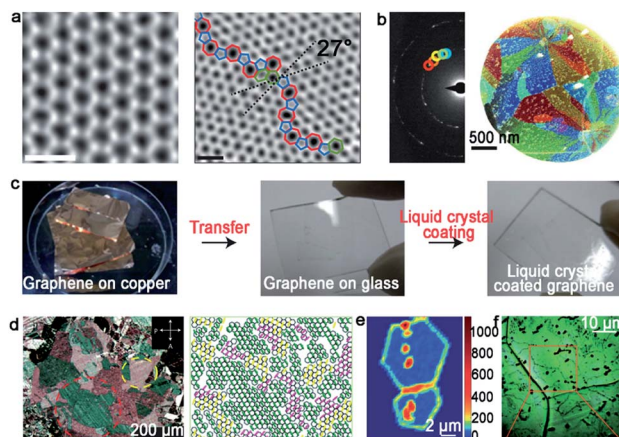 a
27°
b
500 nm
c
Graphene on copper
Transfer
Graphene on glass
Liquid crystal
coating
Liquid crystal
coated graphene
d
200 µm
e
1000
800
600
400
200
0
2 µm
f
10 µm